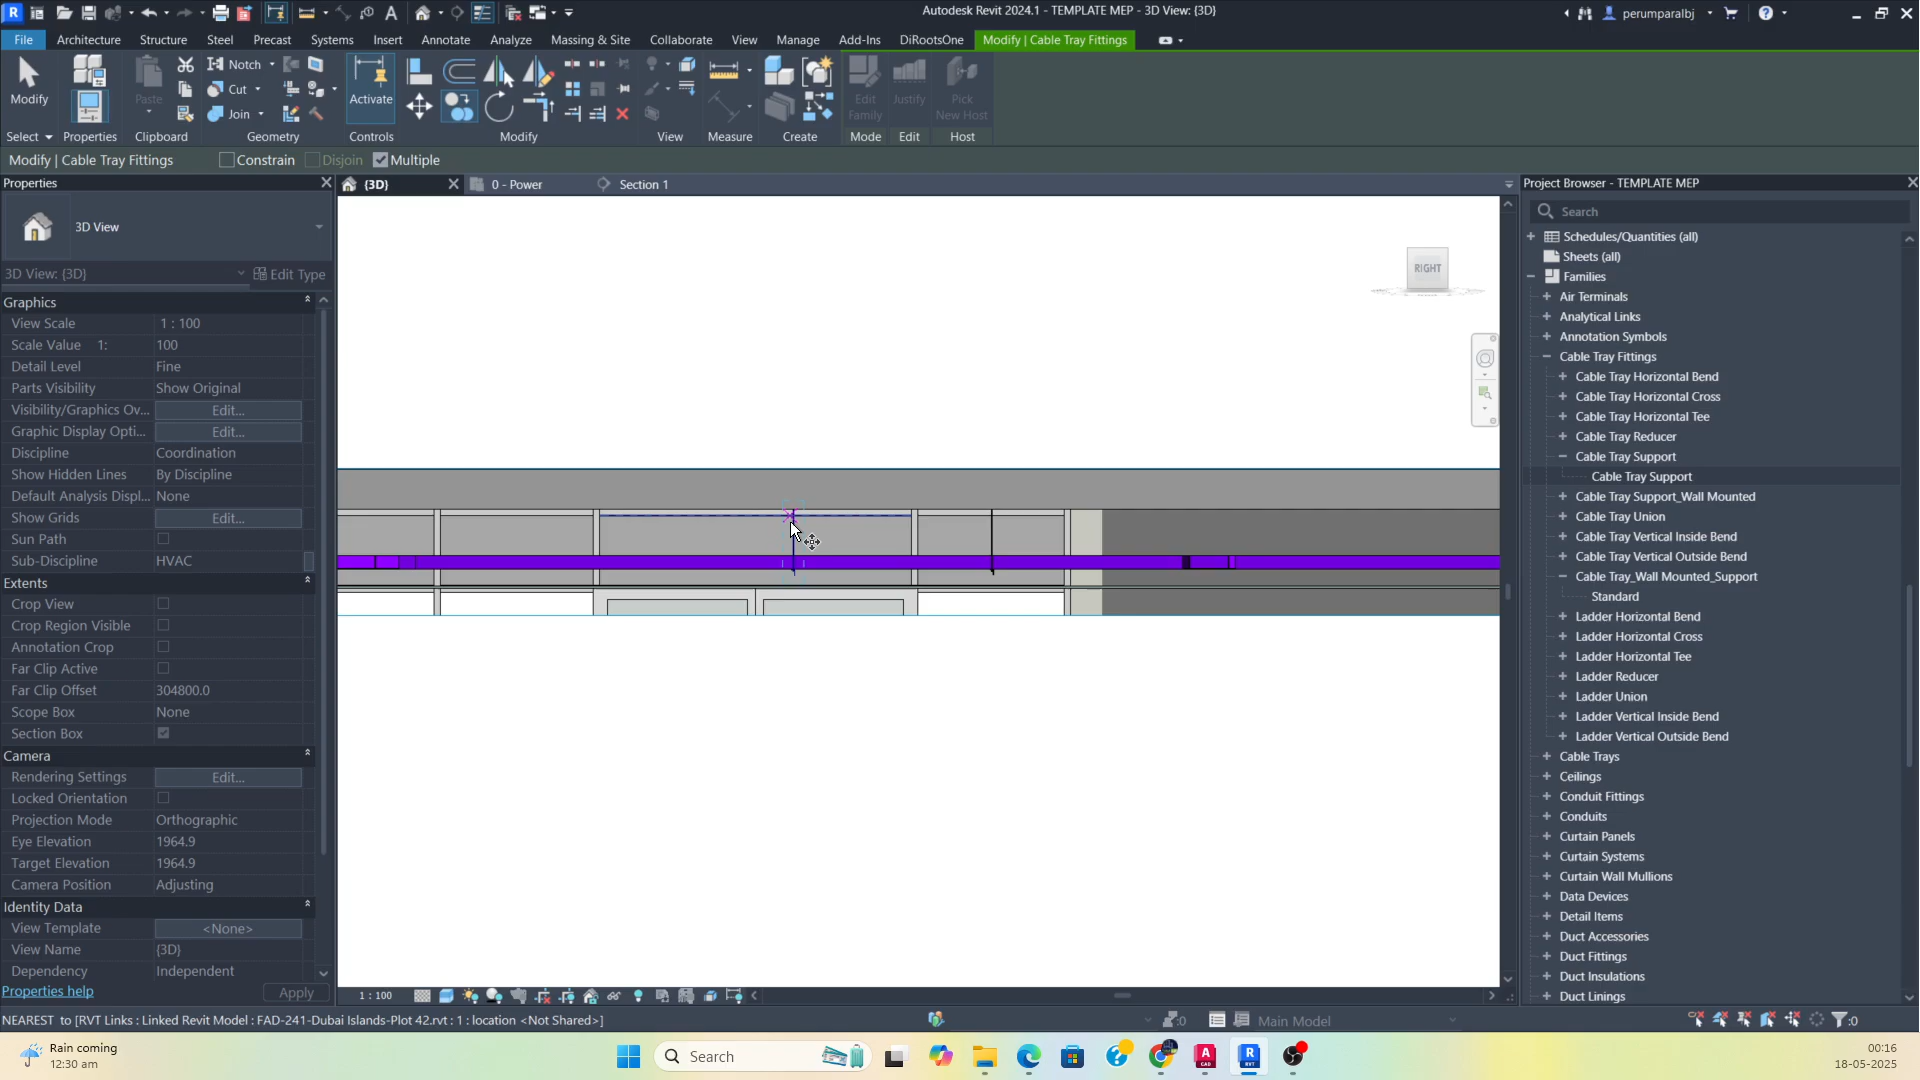 Autodesk Revit 2024.1 - TEMPLATE MEP - 3D View: {3D}
perumparalbj
File
Architecture
Structure
Steel
Precast
Systems
Insert
Annotate
Analyze
Massing & Site
Collaborate
View
Manage
Add-Ins
DiRootsOne
Modify | Cable Tray Fittings
Modify
Paste
Notch
Cut
Join
Activate
Edit
Family
Justify
Pick
New Host
Select
Properties
Clipboard
Geometry
Controls
Modify
View
Measure
Create
Mode
Edit
Host
Modify | Cable Tray Fittings
Constrain
Disjoin
Multiple
Properties
{3D}
0 - Power
Section 1
3D View
3D View: {3D}
Edit Type
Graphics
View Scale 1 : 100
Scale Value 1: 100
Detail Level Fine
Parts Visibility Show Original
Visibility/Graphics Ov... Edit...
Graphic Display Opti... Edit...
Discipline Coordination
Show Hidden Lines By Discipline
Default Analysis Displ... None
Show Grids Edit...
Sun Path
Sub-Discipline HVAC
Extents
Crop View
Crop Region Visible
Annotation Crop
Far Clip Active
Far Clip Offset 304800.0
Scope Box None
Section Box
Camera
Rendering Settings Edit...
Locked Orientation
Projection Mode Orthographic
Eye Elevation 1964.9
Target Elevation 1964.9
Camera Position Adjusting
Identity Data
View Template <None>
View Name {3D}
Dependency Independent
Properties help
Apply
RIGHT
1 : 100
Project Browser - TEMPLATE MEP
Search
Schedules/Quantities (all)
Sheets (all)
Families
Air Terminals
Analytical Links
Annotation Symbols
Cable Tray Fittings
Cable Tray Horizontal Bend
Cable Tray Horizontal Cross
Cable Tray Horizontal Tee
Cable Tray Reducer
Cable Tray Support
Cable Tray Support
Cable Tray Support_Wall Mounted
Cable Tray Union
Cable Tray Vertical Inside Bend
Cable Tray Vertical Outside Bend
Cable Tray_Wall Mounted_Support
Standard
Ladder Horizontal Bend
Ladder Horizontal Cross
Ladder Horizontal Tee
Ladder Reducer
Ladder Union
Ladder Vertical Inside Bend
Ladder Vertical Outside Bend
Cable Trays
Ceilings
Conduit Fittings
Conduits
Curtain Panels
Curtain Systems
Curtain Wall Mullions
Data Devices
Detail Items
Duct Accessories
Duct Fittings
Duct Insulations
Duct Linings
NEAREST to [RVT Links : Linked Revit Model : FAD-241-Dubai Islands-Plot 42.rvt : 1 : location <Not Shared>]
:0
Main Model
:0
Rain coming
12:30 am
Search
00:16
18-05-2025